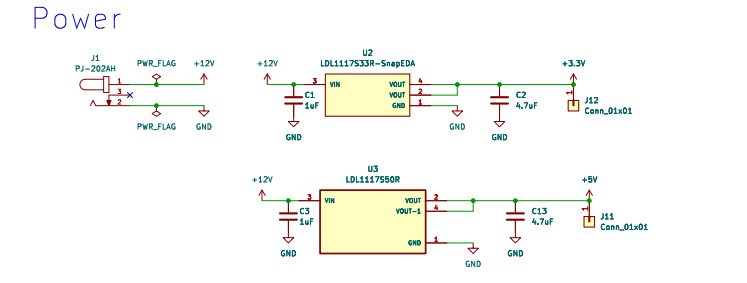 Power
J1
PJ-202AH
PWR_FLAG
+12V
1
3
2
PWR_FLAG
GND
+12V
C1
1uF
GND
U2
LDL1117S33R-SnapEDA
3
VIN
VOUT
4
VOUT
2
GND
1
GND
C2
4.7uF
GND
+3.3V
1
J12
Conn_01x01
+12V
C3
1uF
GND
U3
LDL1117S50R
3
VIN
VOUT
2
VOUT-1
4
GND
1
GND
C13
4.7uF
GND
+5V
1
J11
Conn_01x01